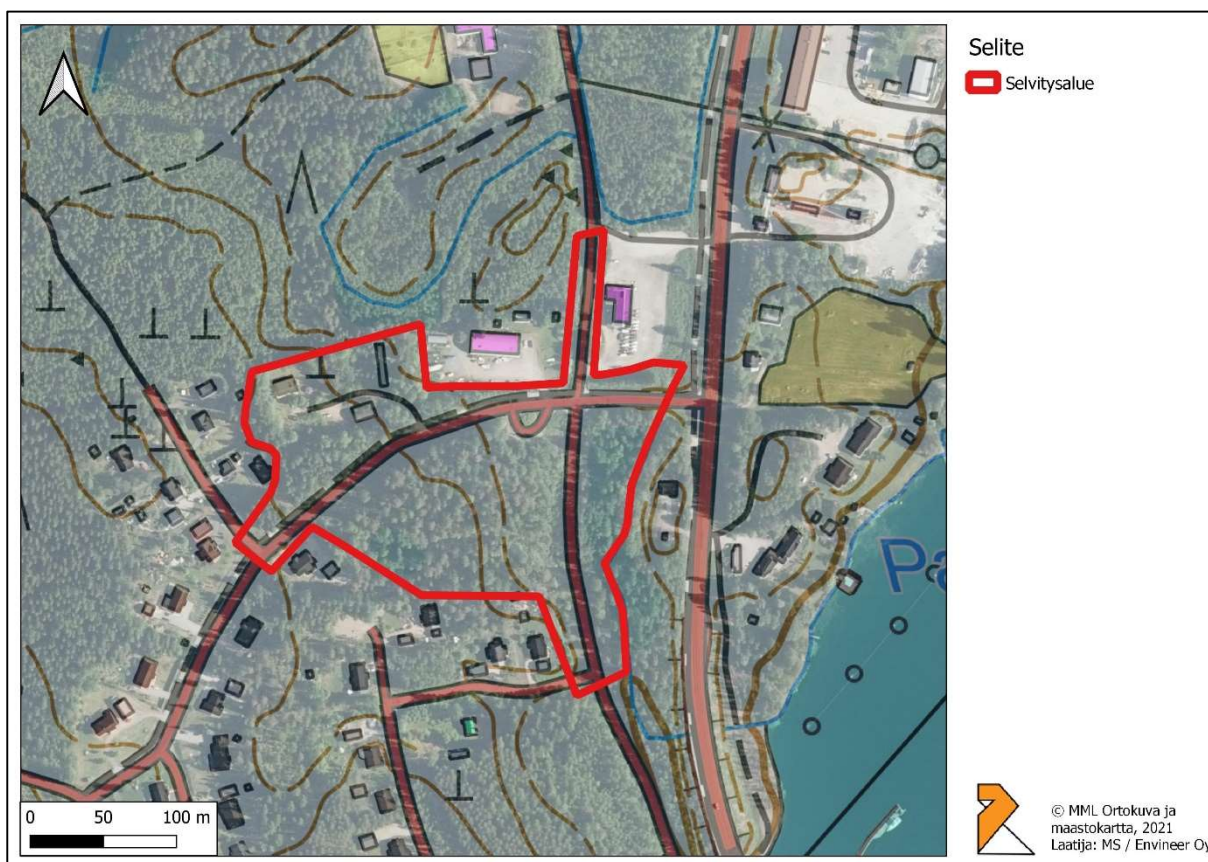 Selite
Selvitysalue
Pa
0 50 100 m
© MML Ortokuva ja
maastokartta, 2021
Laatija: MS / Envineer Oy